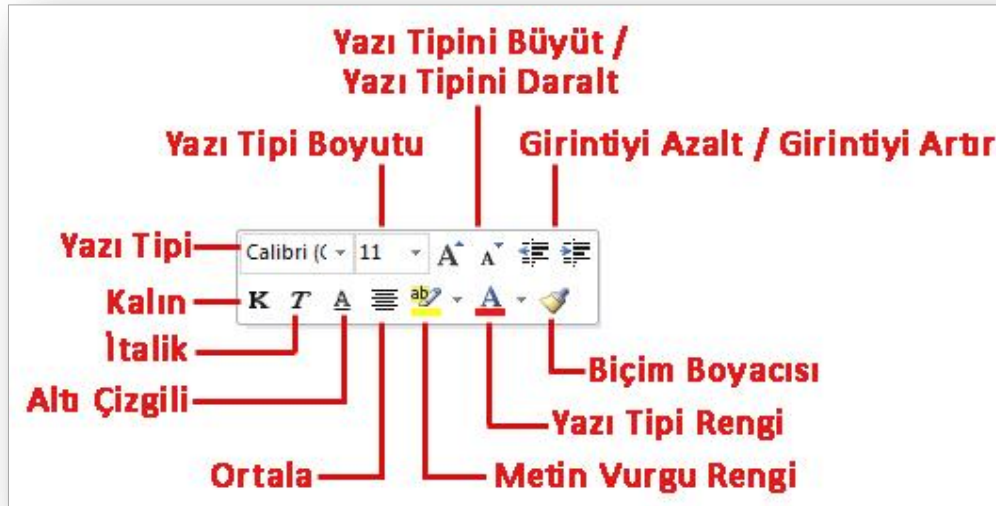 Yazı Tipini Büyüt /
Yazı Tipini Daralt
Yazı Tipi Boyutu
Girintiyi Azalt / Girintiyi Artır
Yazı Tipi
Calibri (C 11 A A
Kalın
K T A ab A
İtalik
Altı Çizgili
Biçim Boyacısı
Yazı Tipi Rengi
Ortala
Metin Vurgu Rengi